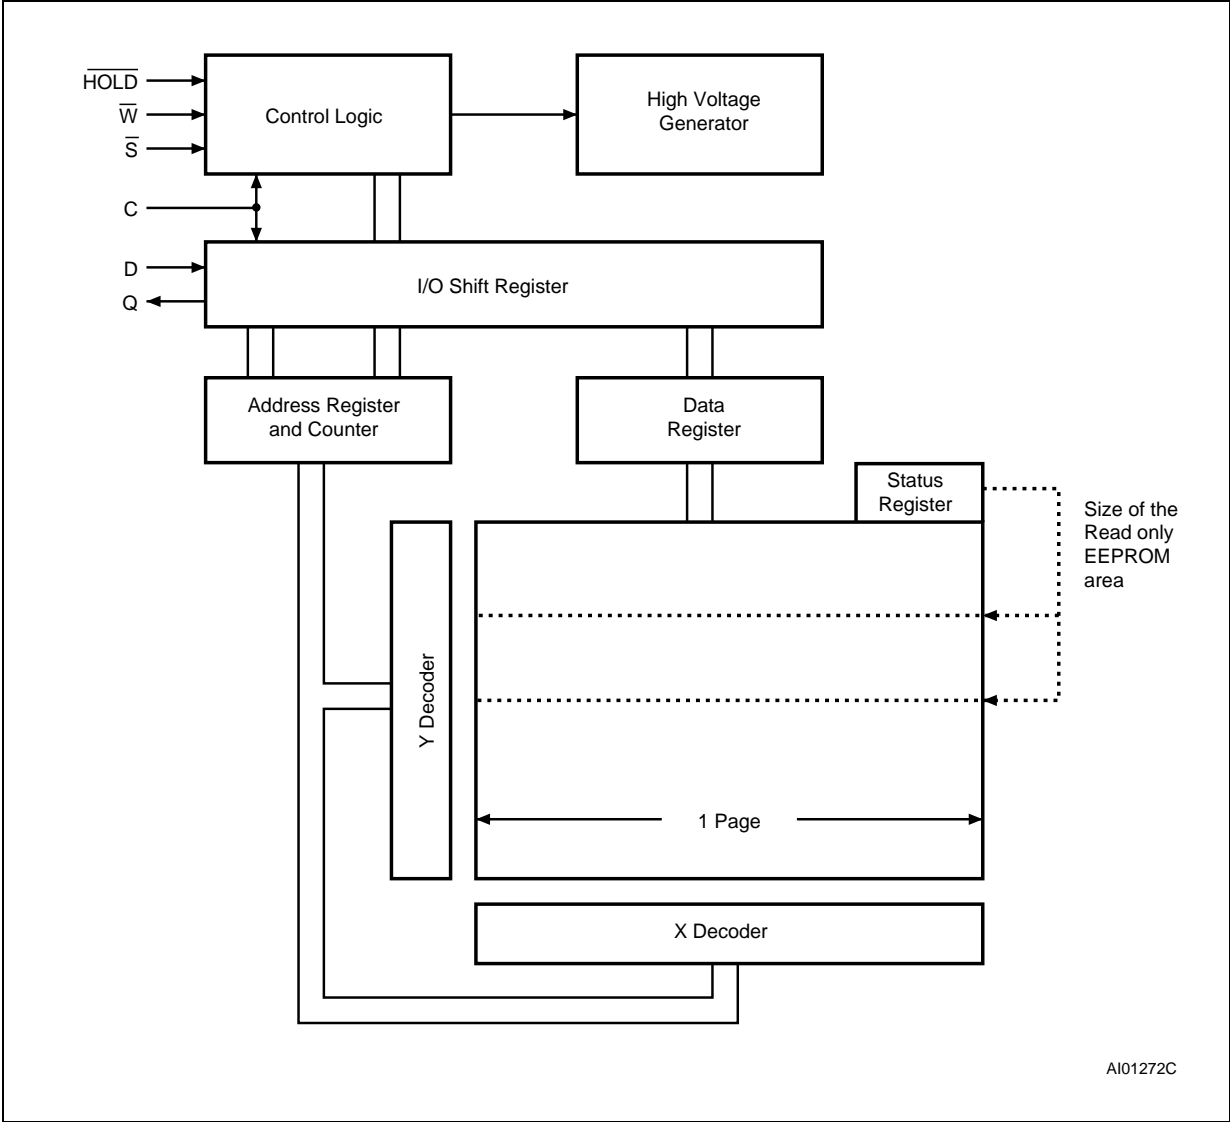 HOLD
W
S
C
D
Q
Control Logic
High Voltage
Generator
I/O Shift Register
Address Register
and Counter
Data
Register
Status
Register
Size of the
Read only
EEPROM
area
Y Decoder
1 Page
X Decoder
AI01272C